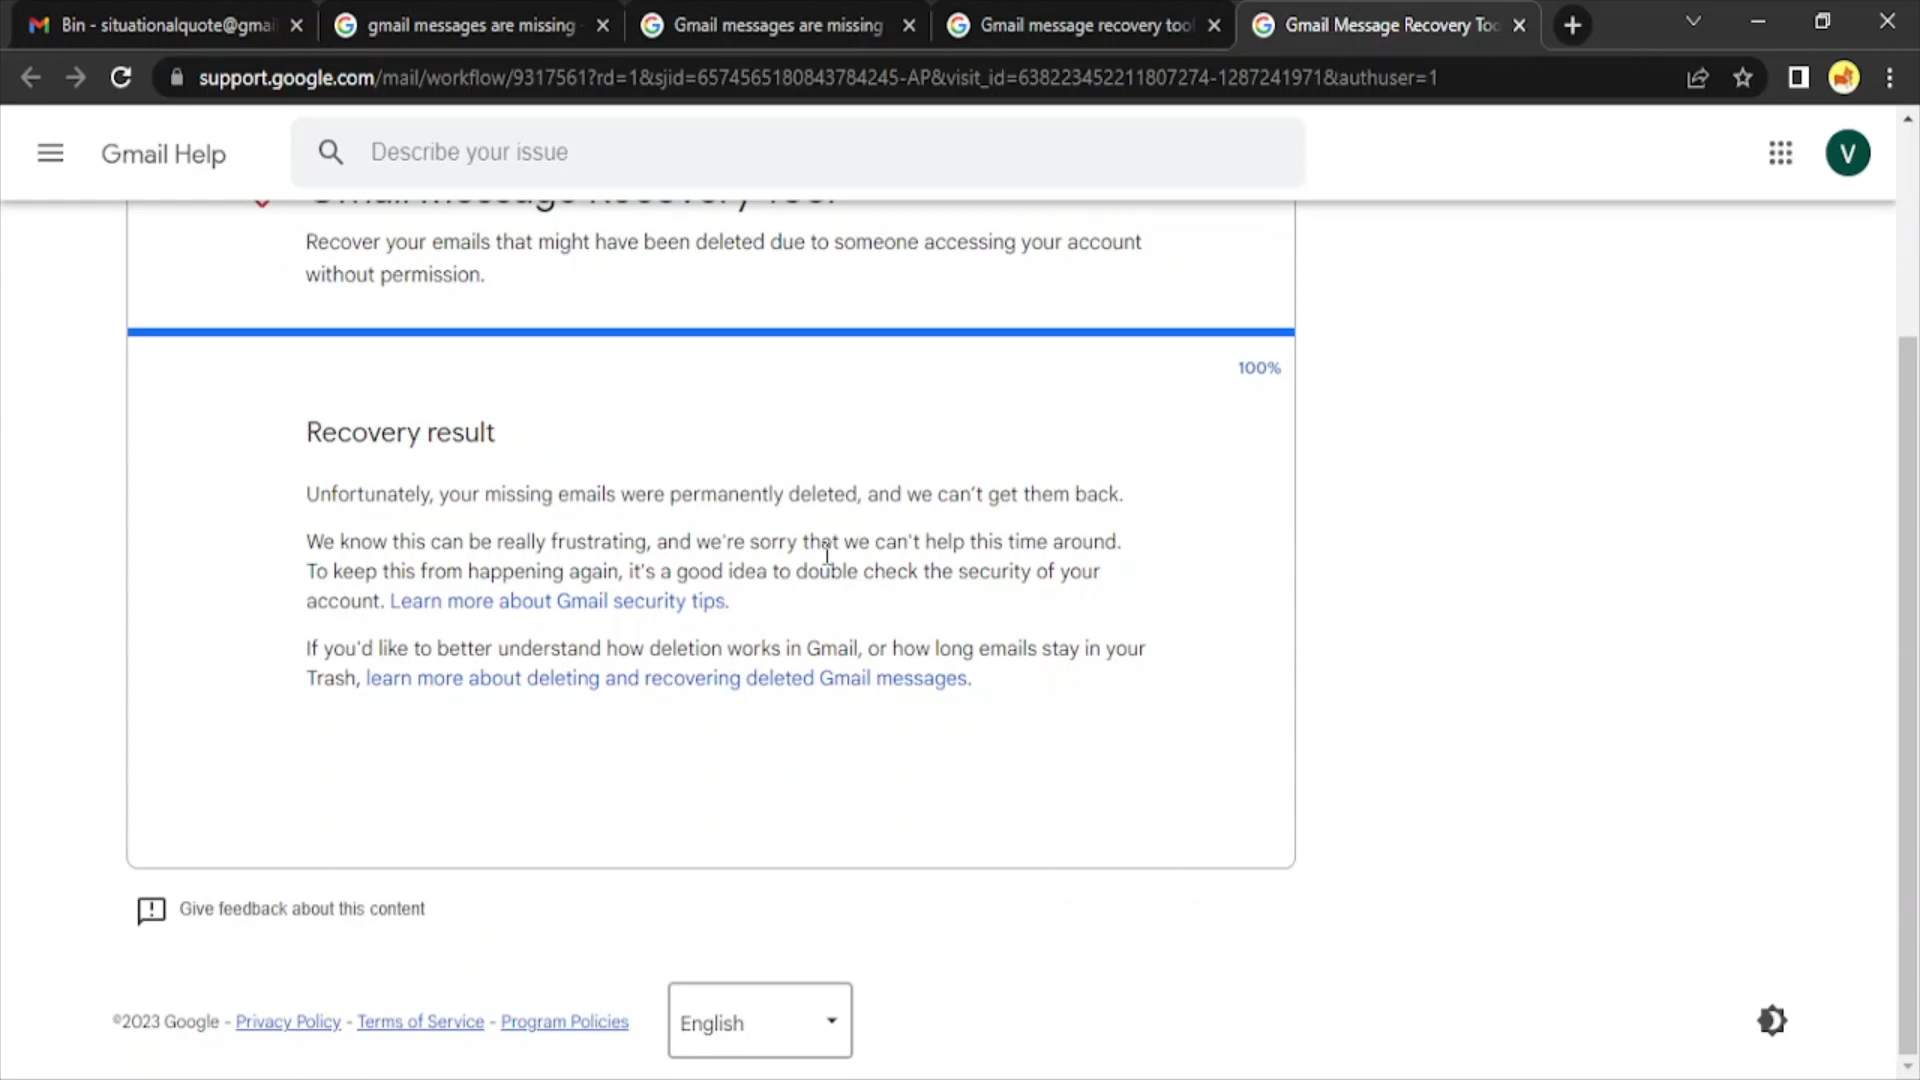 Bin - situationalquote@gmai
gmail messages are missing
Gmail messages are missing
Gmail message recovery tool
Gmail Message Recovery Too
support.google.com/mail/workflow/9317561?rd=1&sjid=6574565180843784245-AP&visit_id=638223452211807274-1287241971&authuser=1
Gmail Help
Describe your issue
V
Gmail Message Recovery Tool
Recover your emails that might have been deleted due to someone accessing your account
without permission.
100%
Recovery result
Unfortunately, your missing emails were permanently deleted, and we can't get them back.
We know this can be really frustrating, and we're sorry that we can't help this time around.
To keep this from happening again, it's a good idea to double check the security of your
account. Learn more about Gmail security tips.
If you'd like to better understand how deletion works in Gmail, or how long emails stay in your
Trash, learn more about deleting and recovering deleted Gmail messages.
Give feedback about this content
©2023 Google - Privacy Policy - Terms of Service - Program Policies
English